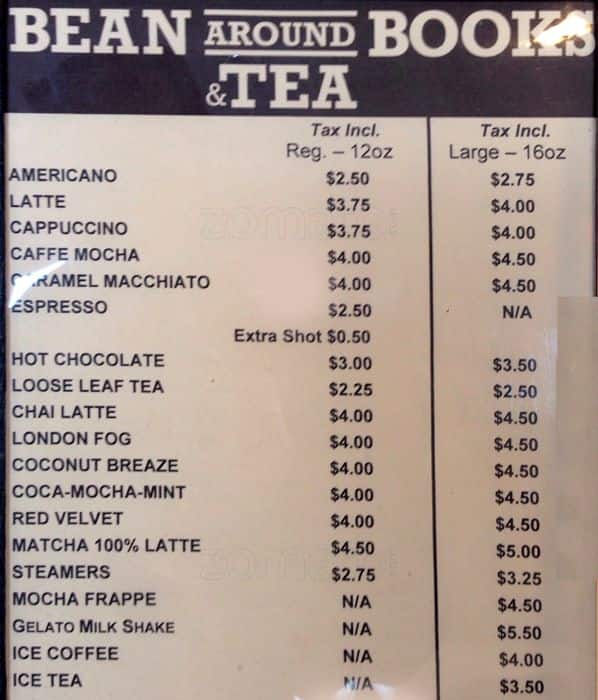 BEAN AROUND BOOKS
& TEA
Tax Incl. Tax Incl.
Reg. – 12oz Large – 16oz
AMERICANO $2.50 $2.75
LATTE $3.75 $4.00
CAPPUCCINO $3.75 $4.00
CAFFE MOCHA $4.00 $4.50
CARAMEL MACCHIATO $4.00 $4.50
ESPRESSO $2.50 N/A
Extra Shot $0.50
HOT CHOCOLATE $3.00 $3.50
LOOSE LEAF TEA $2.25 $2.50
CHAI LATTE $4.00 $4.50
LONDON FOG $4.00 $4.50
COCONUT BREAZE $4.00 $4.50
COCA-MOCHA-MINT $4.00 $4.50
RED VELVET $4.00 $4.50
MATCHA 100% LATTE $4.50 $5.00
STEAMERS $2.75 $3.25
MOCHA FRAPPE N/A $4.50
GELATO MILK SHAKE N/A $5.50
ICE COFFEE N/A $4.00
ICE TEA N/A $3.50